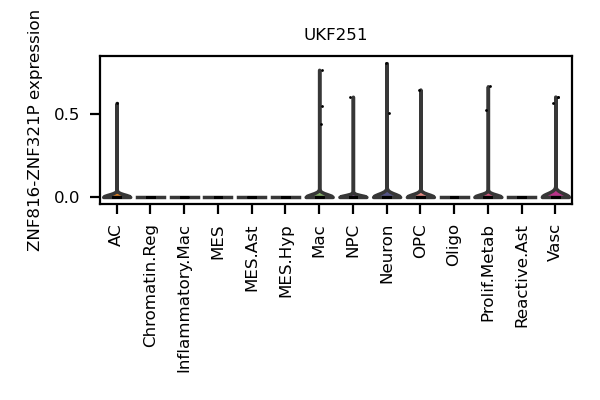 UKF251
ZNF816-ZNF321P expression
0.5
0.0
AC
Chromatin.Reg
Inflammatory.Mac
MES
MES.Ast
MES.Hyp
Mac
NPC
Neuron
OPC
Oligo
Prolif.Metab
Reactive.Ast
Vasc